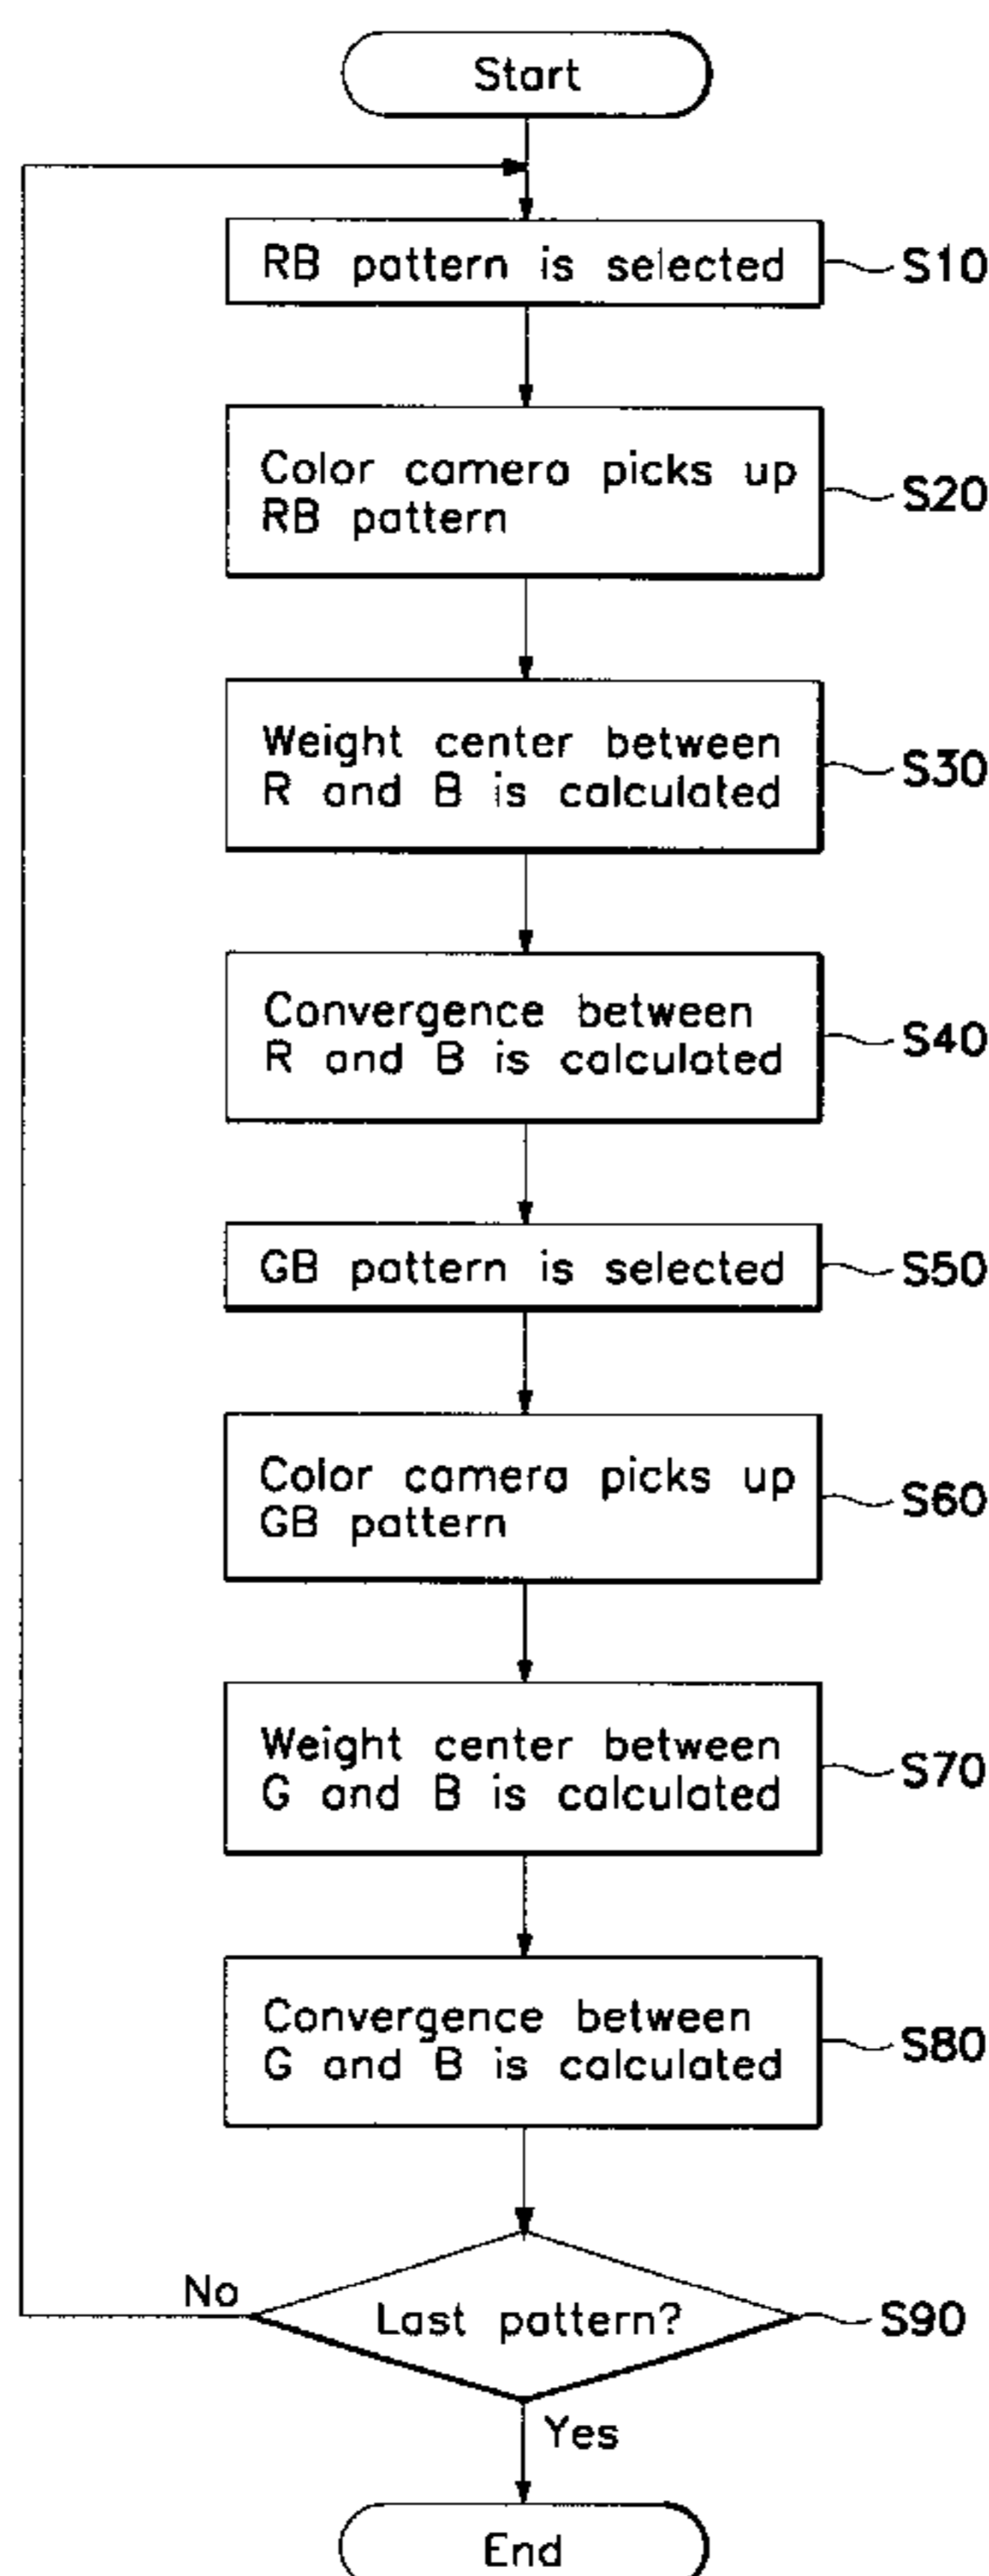 Start
RB pattern is selected
S10
Color camera picks up
RB pattern
S20
Weight center between
R and B is calculated
S30
Convergence between
R and B is calculated
S40
GB pattern is selected
S50
Color camera picks up
GB pattern
S60
Weight center between
G and B is calculated
S70
Convergence between
G and B is calculated
S80
No
Last pattern?
S90
Yes
End